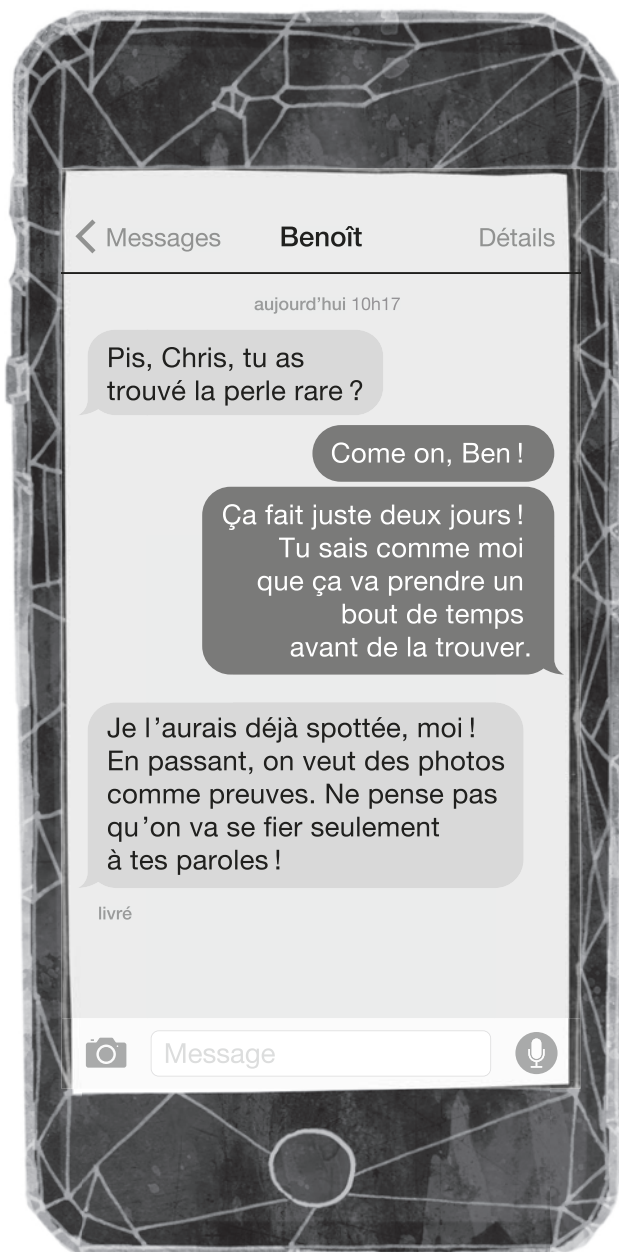 Messages Benoît Détails
aujourd'hui 10h17
Pis, Chris, tu as
trouvé la perle rare ?
Come on, Ben !
Ça fait juste deux jours !
Tu sais comme moi
que ça va prendre un
bout de temps
avant de la trouver.
Je l'aurais déjà spottée, moi !
En passant, on veut des photos
comme preuves. Ne pense pas
qu'on va se fier seulement
à tes paroles !
livré
Message